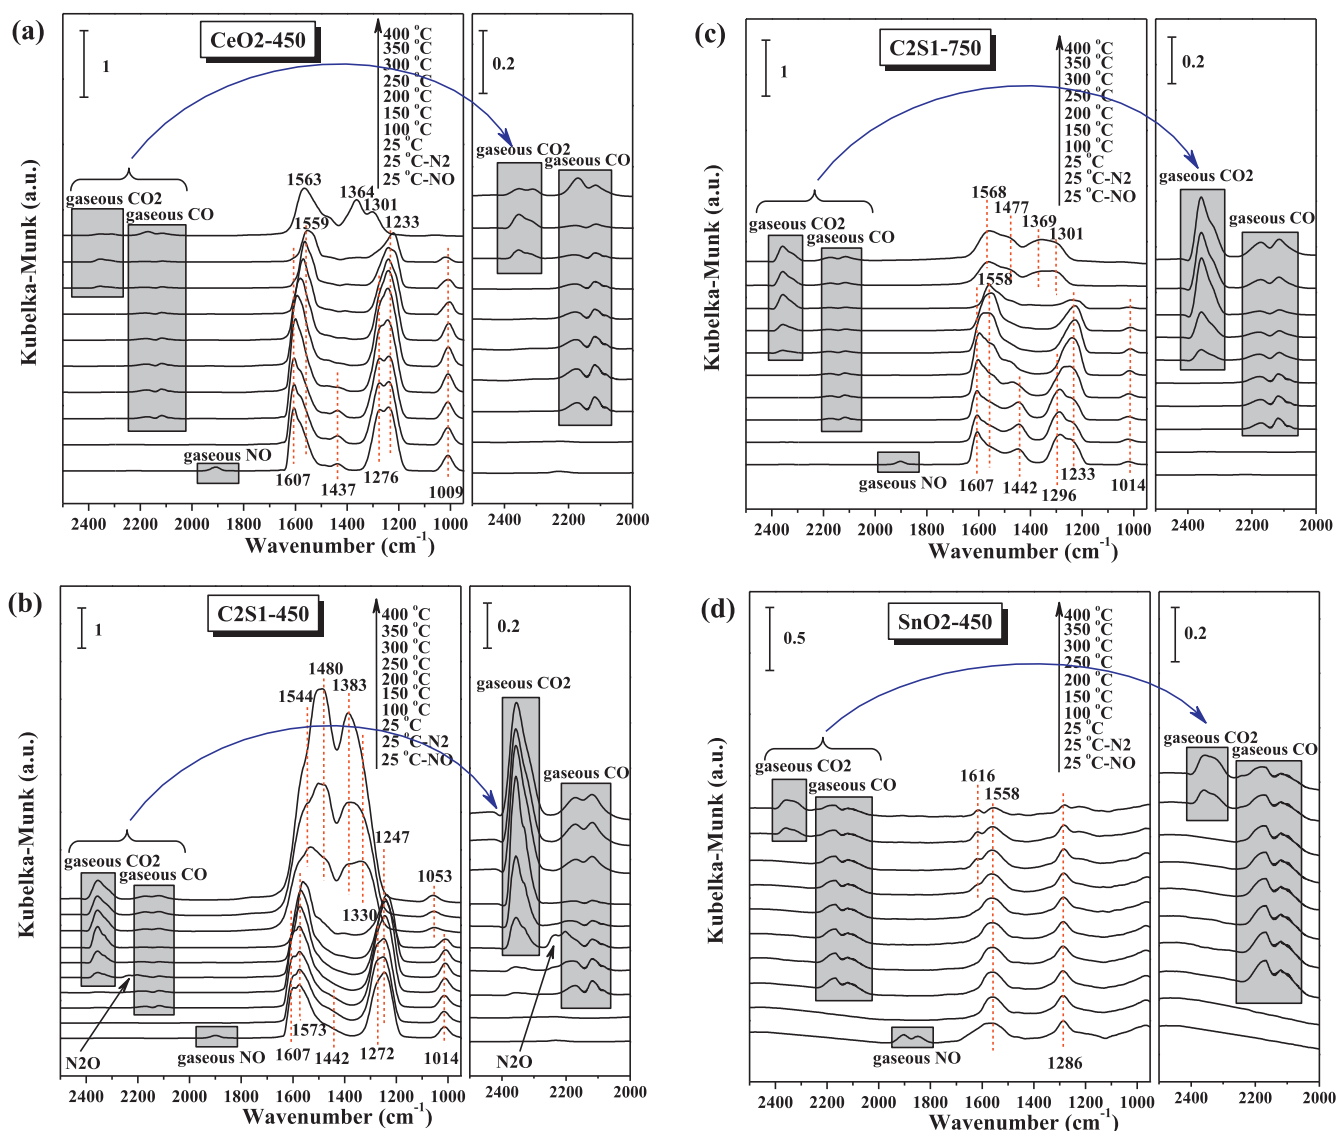 (a)
CeO2-450
1
0.2
400 °C
350 °C
300 °C
250 °C
200 °C
150 °C
100 °C
25 °C
25 °C-N2
25 °C-NO
gaseous CO2
gaseous CO
gaseous CO2
gaseous CO
1563
1364
1301
1559
1233
gaseous NO
1607
1437
1276
1009
Kubelka-Munk (a.u.)
2400 2200 2000 1800 1600 1400 1200 1000
2400 2200 2000
Wavenumber (cm-1)
(c)
C2S1-750
1
0.2
400 °C
350 °C
300 °C
250 °C
200 °C
150 °C
100 °C
25 °C
25 °C-N2
25 °C-NO
gaseous CO2
gaseous CO
gaseous CO2
gaseous CO
1568
1477
1369
1301
1558
gaseous NO
1607
1442
1296
1233
1014
Kubelka-Munk (a.u.)
2400 2200 2000 1800 1600 1400 1200 1000
2400 2200 2000
Wavenumber (cm-1)
(b)
C2S1-450
1
0.2
400 °C
350 °C
300 °C
250 °C
200 °C
150 °C
100 °C
25 °C
25 °C-N2
25 °C-NO
gaseous CO2
gaseous CO
gaseous CO2
gaseous CO
1480
1544
1383
1247
1053
1330
N2O
gaseous NO
1573
1607
1442
1272
1014
N2O
Kubelka-Munk (a.u.)
2400 2200 2000 1800 1600 1400 1200 1000
2400 2200 2000
Wavenumber (cm-1)
(d)
SnO2-450
0.5
0.2
400 °C
350 °C
300 °C
250 °C
200 °C
150 °C
100 °C
25 °C
25 °C-N2
25 °C-NO
gaseous CO2
gaseous CO
gaseous CO2
gaseous CO
1616
1558
gaseous NO
1286
Kubelka-Munk (a.u.)
2400 2200 2000 1800 1600 1400 1200 1000
2400 2200 2000
Wavenumber (cm-1)